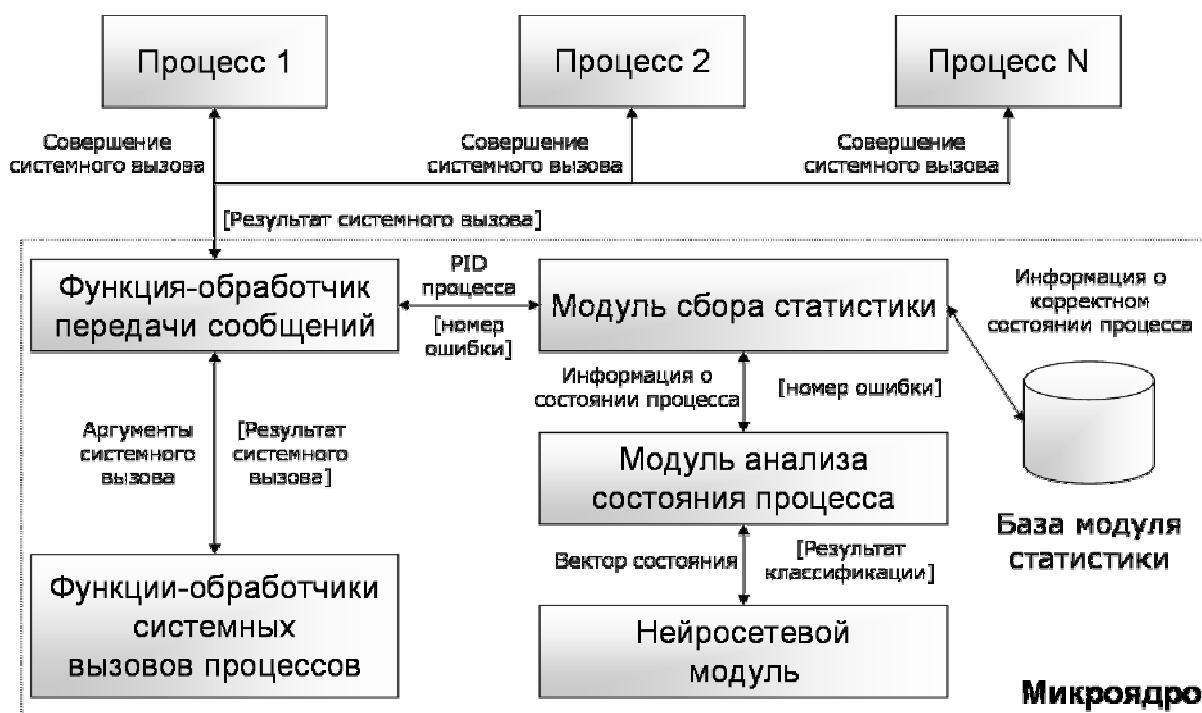 Процесс 1
Процесс 2
Процесс N
Совершение
системного вызова
Совершение
системного вызова
Совершение
системного вызова
[Результат системного вызова]
Функция-обработчик
передачи сообщений
PID
процесса
[номер
ошибки]
Модуль сбора статистики
Информация о
корректном
состоянии процесса
Информация о
состоянии процесса
[номер ошибки]
Аргументы
системного
вызова
[Результат
системного
вызова]
Модуль анализа
состояния процесса
База модуля
статистики
Вектор состояния
[Результат
классификации]
Функции-обработчики
системных
вызовов процессов
Нейросетевой
модуль
Микроядро